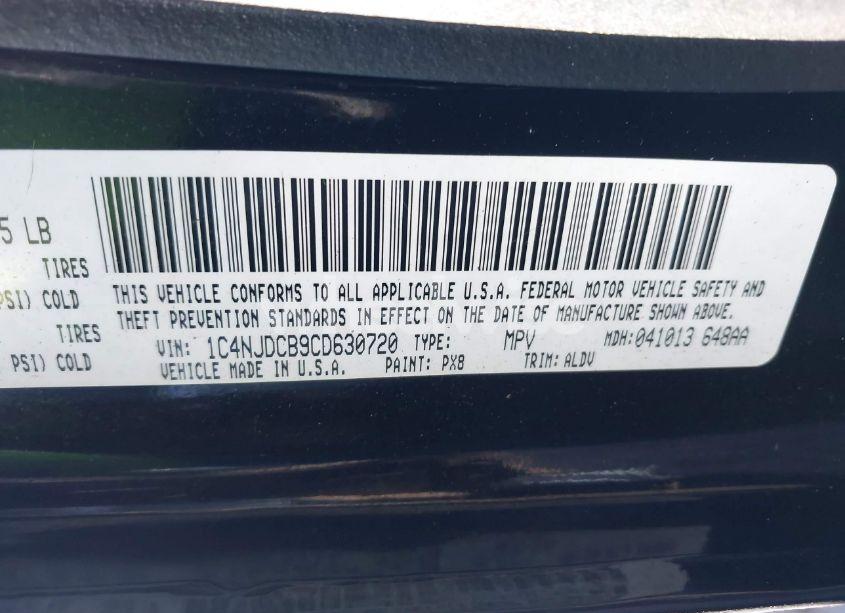 5 LB
TIRES
PSI) COLD
TIRES
PSI) COLD
THIS VEHICLE CONFORMS TO ALL APPLICABLE U.S.A. FEDERAL MOTOR VEHICLE SAFETY AND
THEFT PREVENTION STANDARDS IN EFFECT ON THE DATE OF MANUFACTURE SHOWN ABOVE.
VIN: 1C4NJDCB9CD630720 TYPE: MPV MDH:041013 648AA
VEHICLE MADE IN U.S.A. PAINT: PX8 TRIM: ALDV